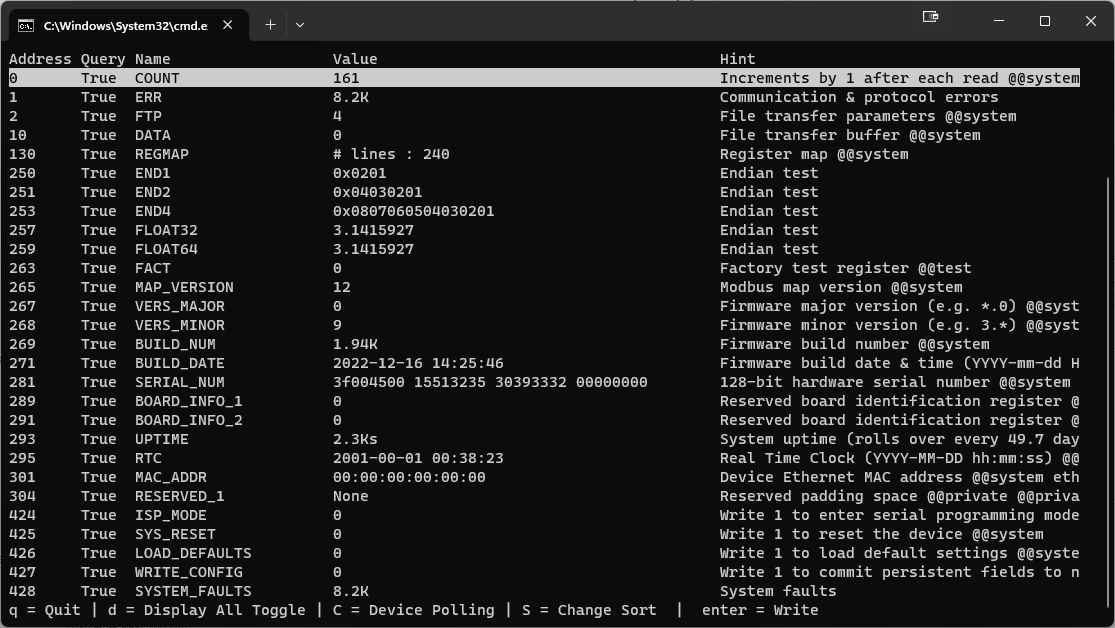 C:\Windows\System32\cmd.e
Address Query Name Value Hint
0 True COUNT 161 Increments by 1 after each read @@system
1 True ERR 8.2K Communication & protocol errors
2 True FTP 4 File transfer parameters @@system
10 True DATA 0 File transfer buffer @@system
130 True REGMAP # lines : 240 Register map @@system
250 True END1 0x0201 Endian test
251 True END2 0x04030201 Endian test
253 True END4 0x0807060504030201 Endian test
257 True FLOAT32 3.1415927 Endian test
259 True FLOAT64 3.1415927 Endian test
263 True FACT 0 Factory test register @@test
265 True MAP_VERSION 12 Modbus map version @@system
267 True VERS_MAJOR 0 Firmware major version (e.g. *.0) @@syst
268 True VERS_MINOR 9 Firmware minor version (e.g. 3.*) @@syst
269 True BUILD_NUM 1.94K Firmware build number @@system
271 True BUILD_DATE 2022-12-16 14:25:46 Firmware build date & time (YYYY-mm-dd H
281 True SERIAL_NUM 3f004500 15513235 30393332 00000000 128-bit hardware serial number @@system
289 True BOARD_INFO_1 0 Reserved board identification register @
291 True BOARD_INFO_2 0 Reserved board identification register @
293 True UPTIME 2.3Ks System uptime (rolls over every 49.7 day
295 True RTC 2001-00-01 00:38:23 Real Time Clock (YYYY-MM-DD hh:mm:ss) @@
301 True MAC_ADDR 00:00:00:00:00:00 Device Ethernet MAC address @@system eth
304 True RESERVED_1 None Reserved padding space @@private @@priva
424 True ISP_MODE 0 Write 1 to enter serial programming mode
425 True SYS_RESET 0 Write 1 to reset the device @@system
426 True LOAD_DEFAULTS 0 Write 1 to load default settings @@syste
427 True WRITE_CONFIG 0 Write 1 to commit persistent fields to n
428 True SYSTEM_FAULTS 8.2K System faults
q = Quit | d = Display All Toggle | C = Device Polling | S = Change Sort | enter = Write